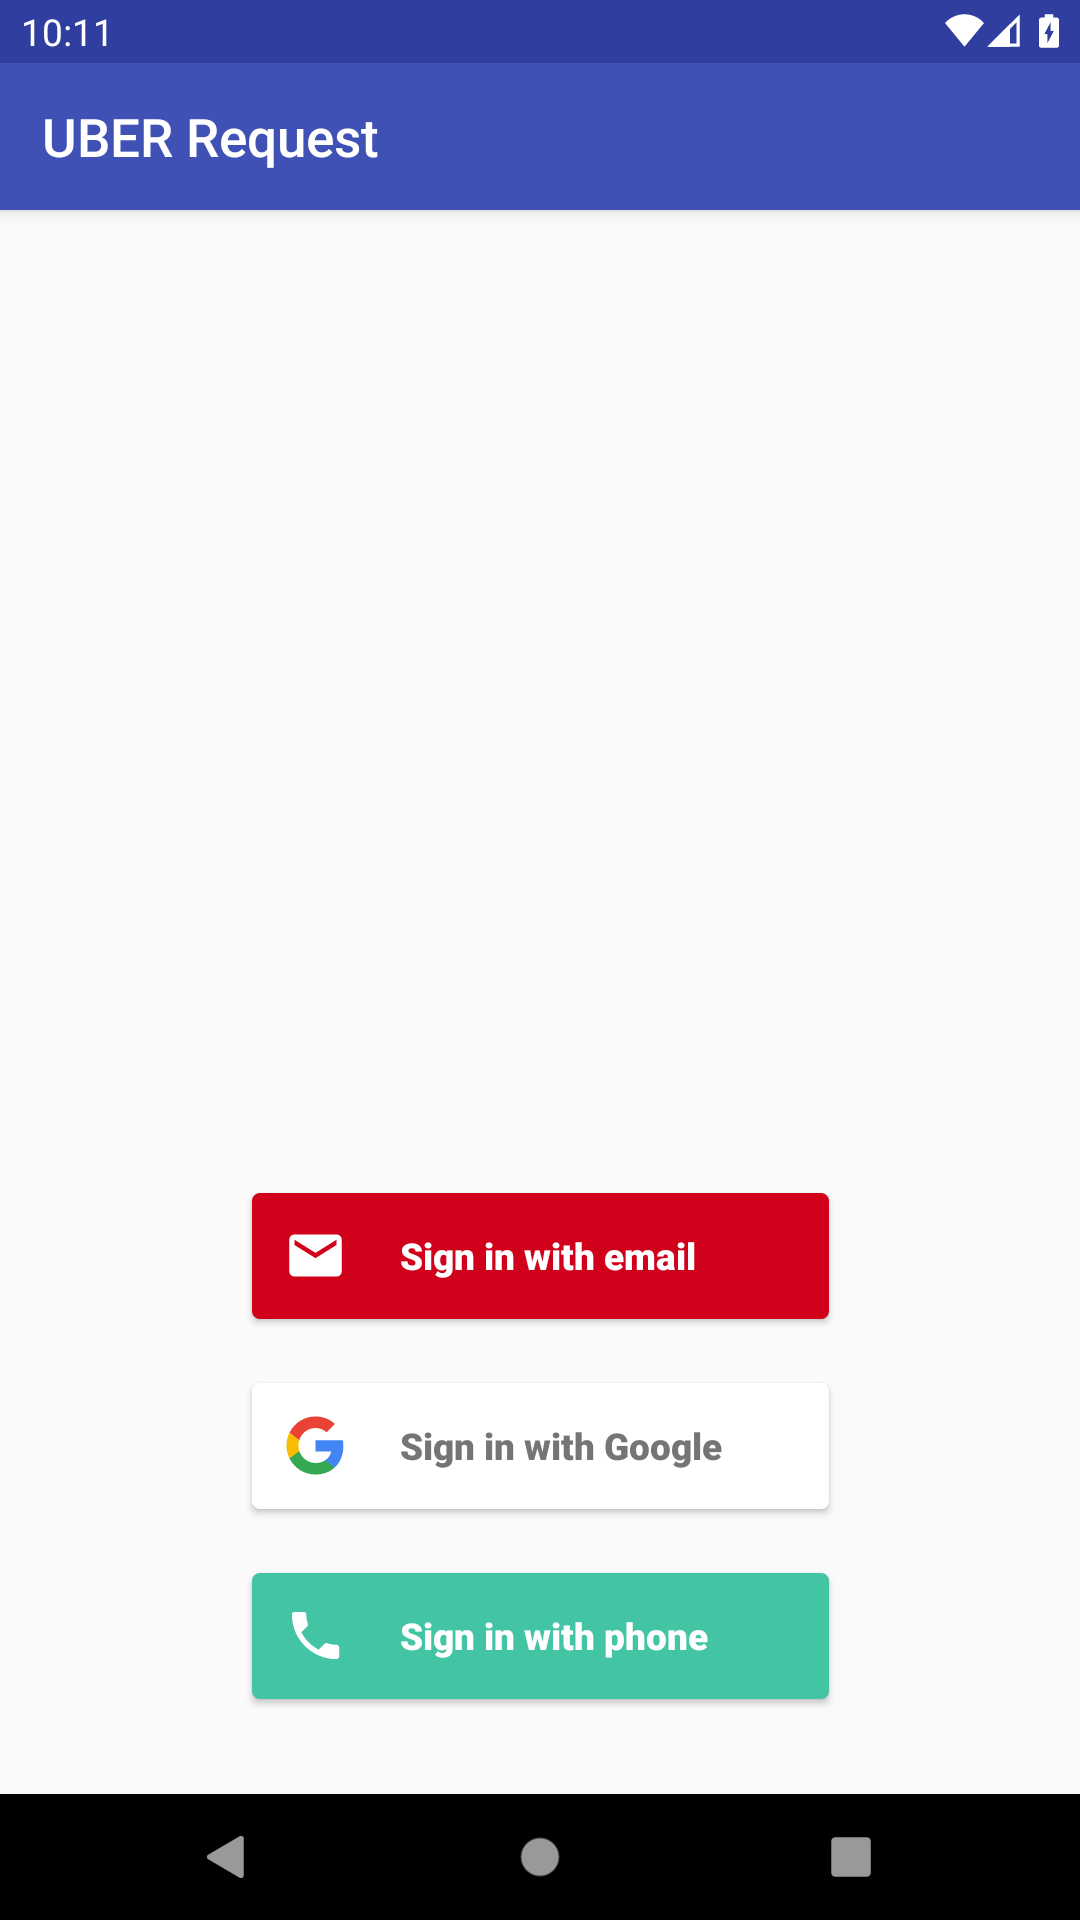 10:11
UBER Request
Sign in with email
Sign in with Google
Sign in with phone